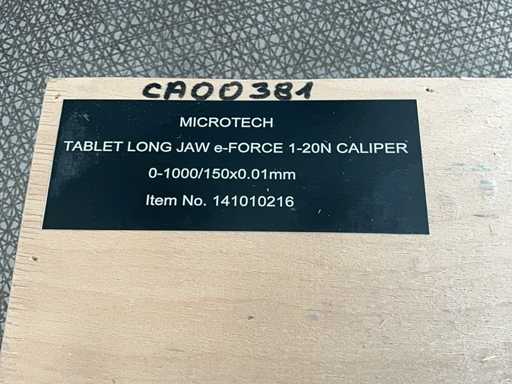 CA00381
MICROTECH
TABLET LONG JAW e-FORCE 1-20N CALIPER
0-1000/150x0.01mm
Item No. 141010216